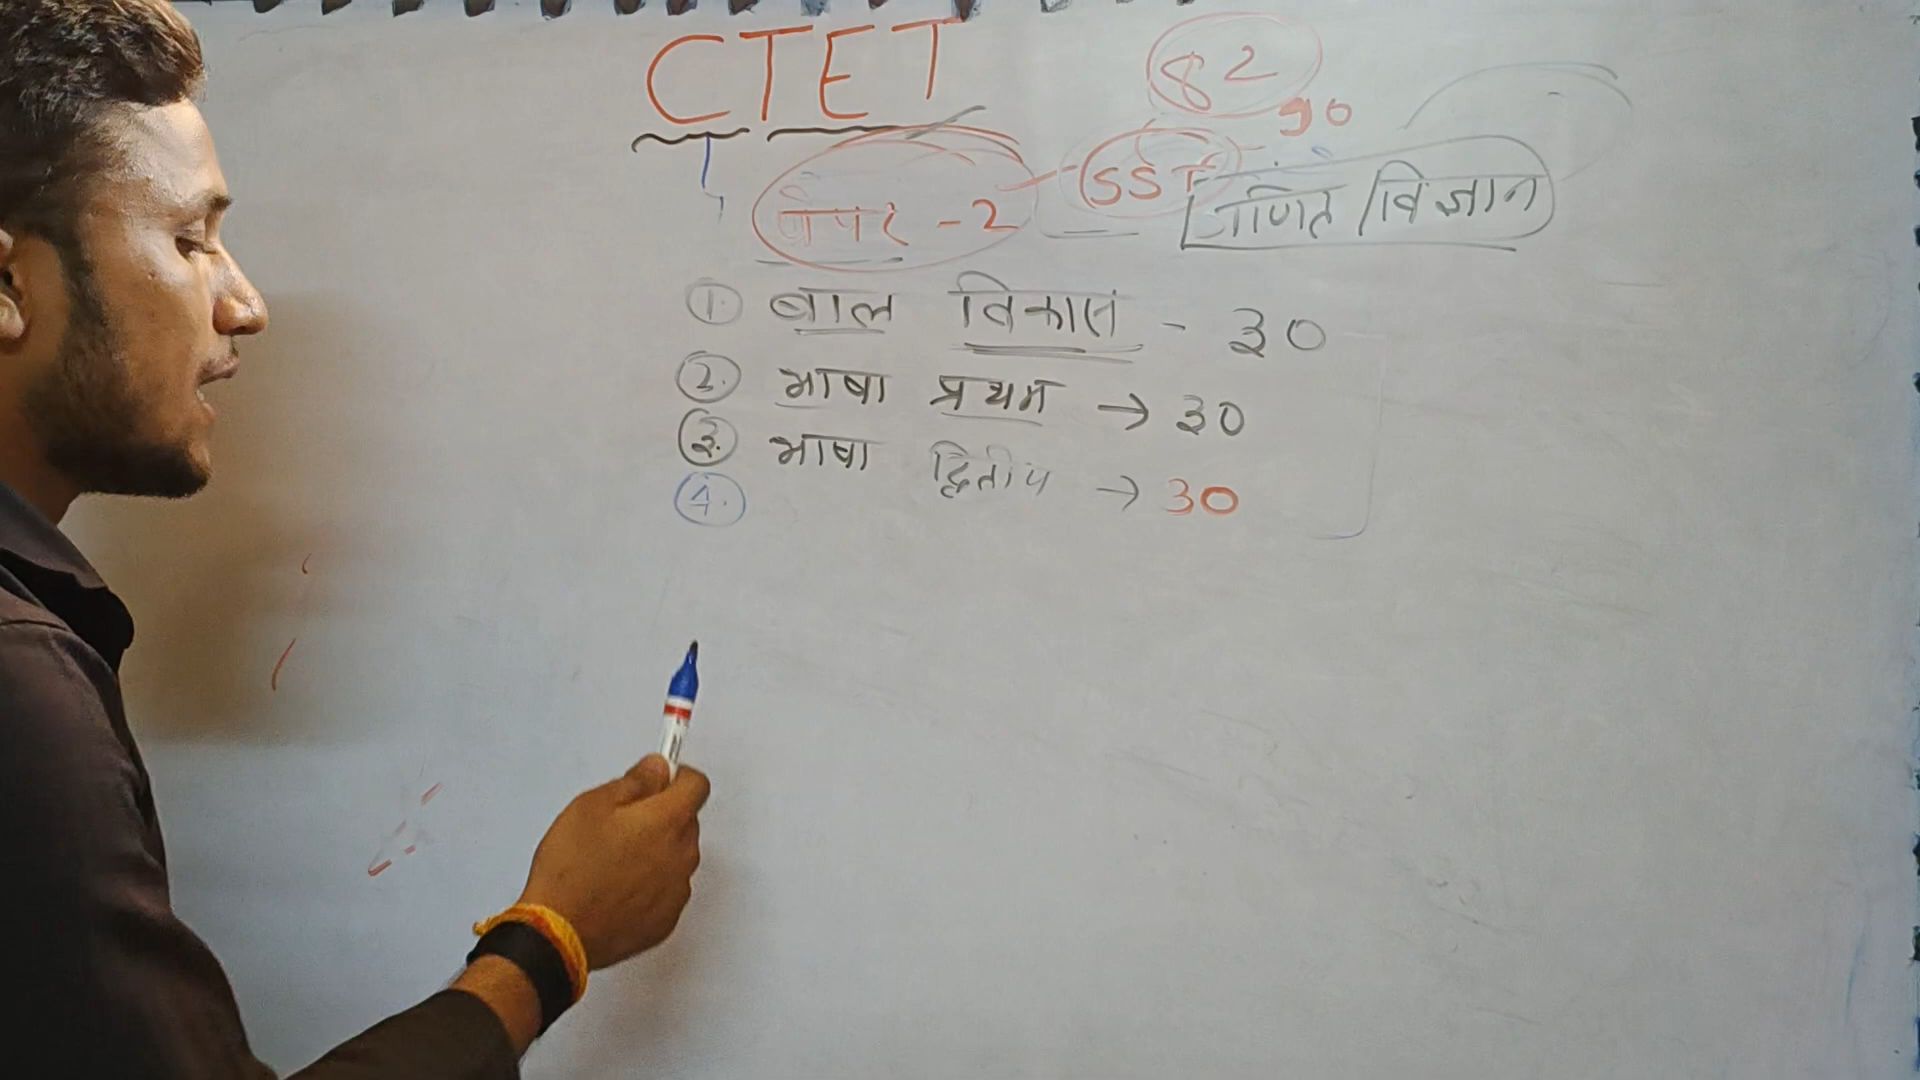 CTET
82
90
पेपर - 2 SST गणित / विज्ञान
1. बाल विकास - 30
2. भाषा प्रथम → 30
3. भाषा द्वितीय → 30
4.